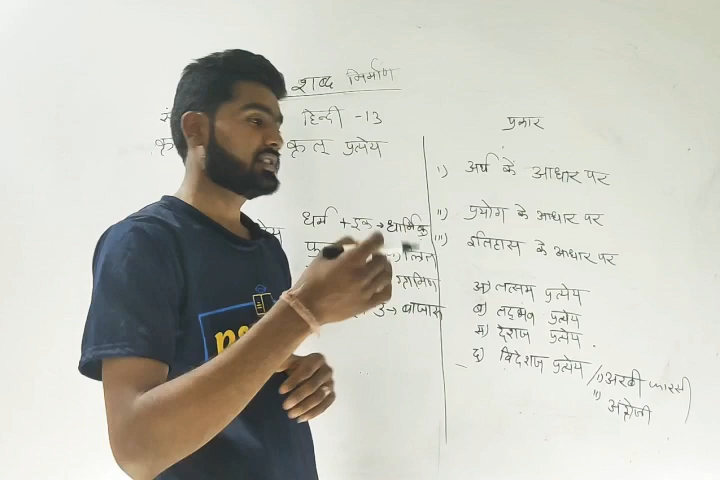 शब्द निर्माण
हिन्दी -13
कृत् प्रत्यय
धर्म + इक → धार्मिक
उ → बाजारू
प्रकार
i) अर्थ के आधार पर
ii) प्रयोग के आधार पर
iii) इतिहास के आधार पर
अ) तत्सम प्रत्यय
ब) तद्भव प्रत्यय
स) देशज प्रत्यय
द) विदेशज प्रत्यय / i) अरबी फारसी
ii) अंग्रेजी